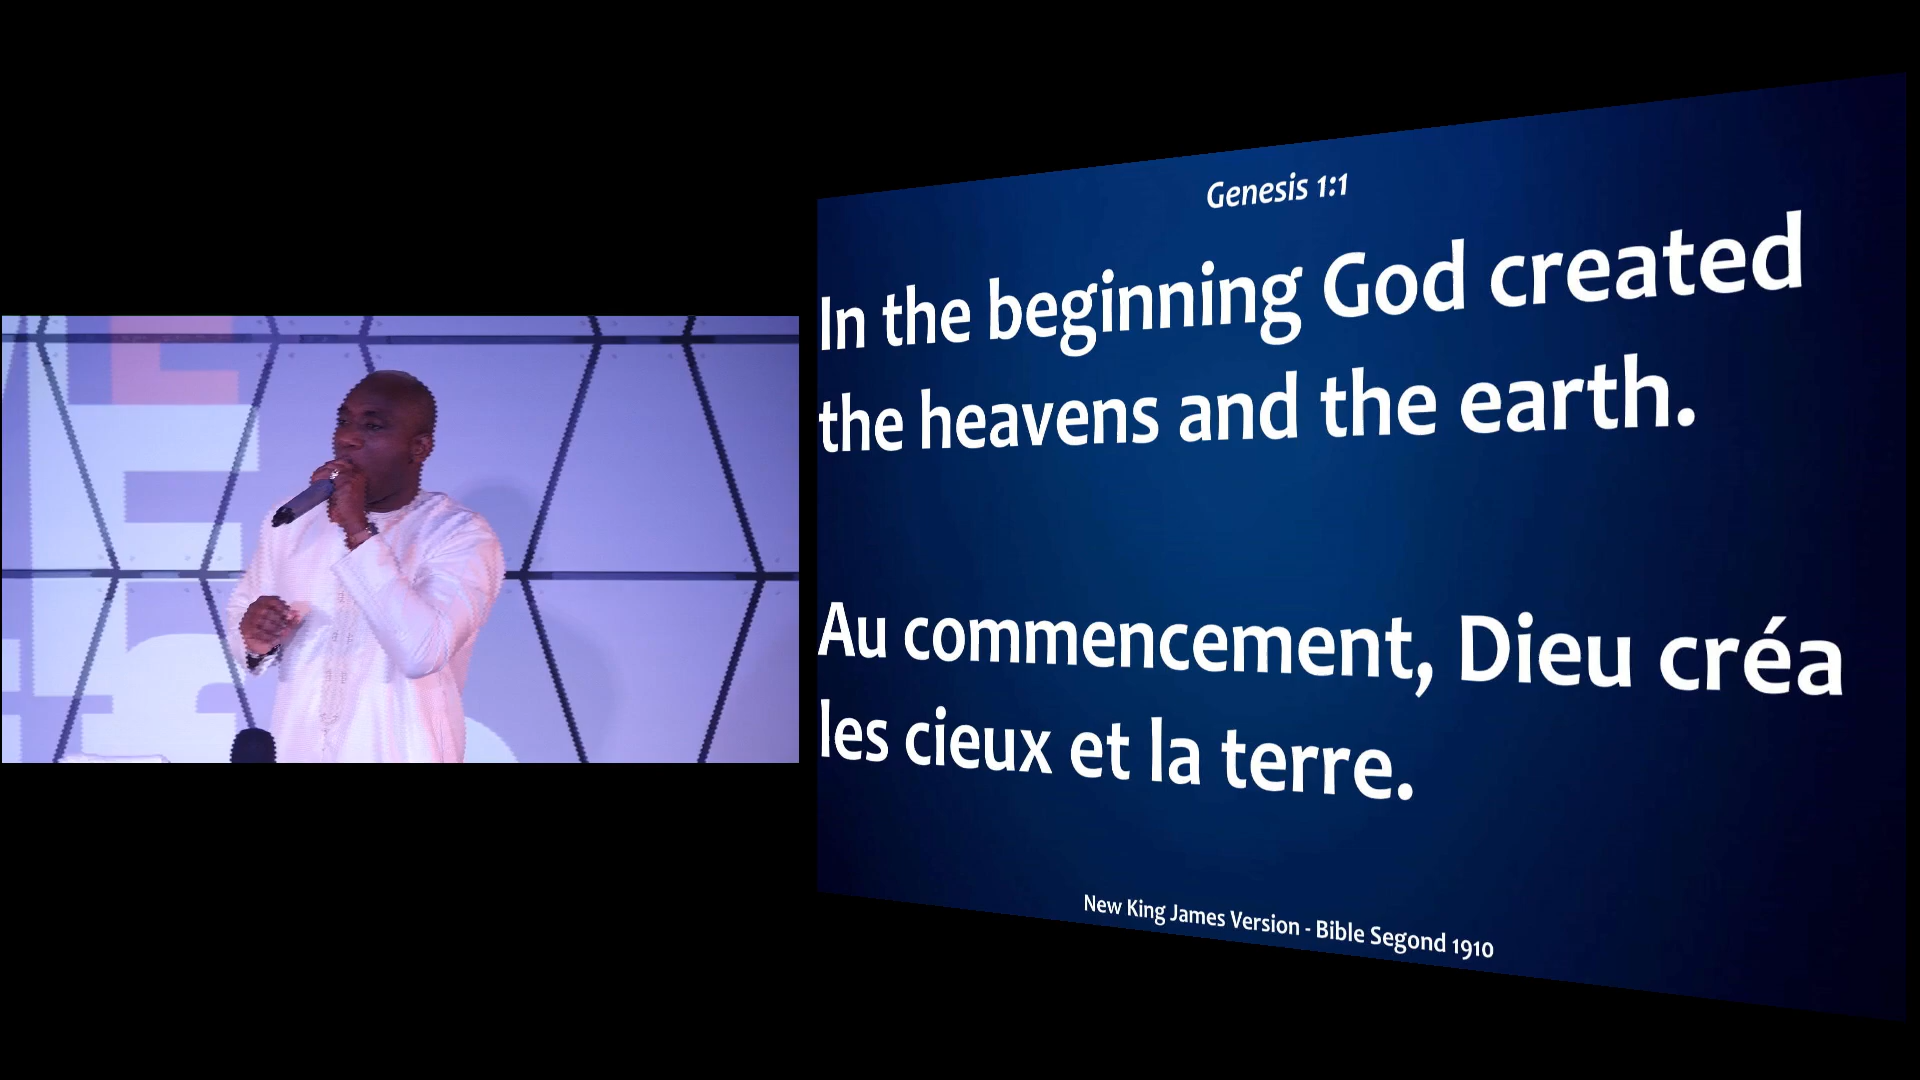 Genesis 1:1
In the beginning God created
the heavens and the earth.
Au commencement, Dieu créa
les cieux et la terre.
New King James Version - Bible Segond 1910